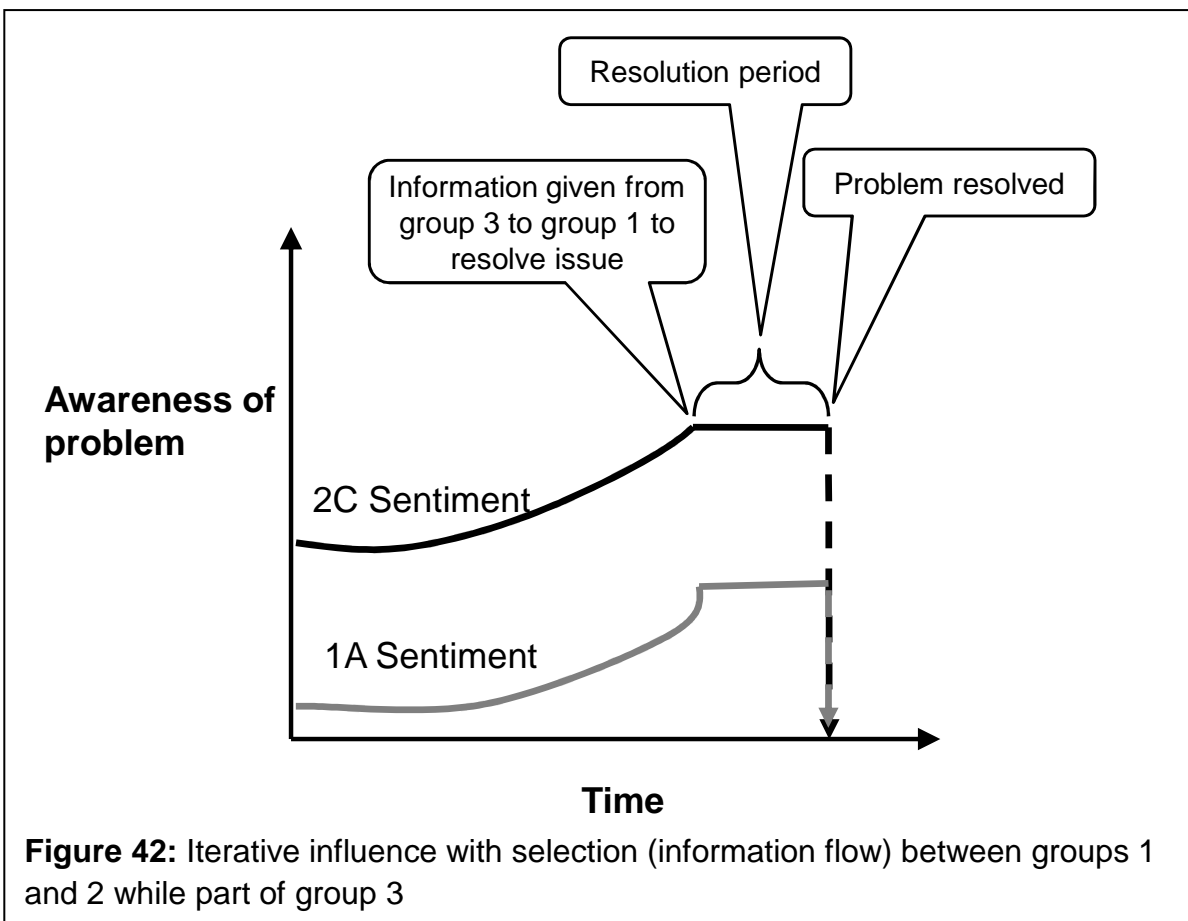 Resolution period
Information given from
group 3 to group 1 to
resolve issue
Problem resolved
Awareness of
problem
2C Sentiment
1A Sentiment
Time
Figure 42: Iterative influence with selection (information flow) between groups 1
and 2 while part of group 3